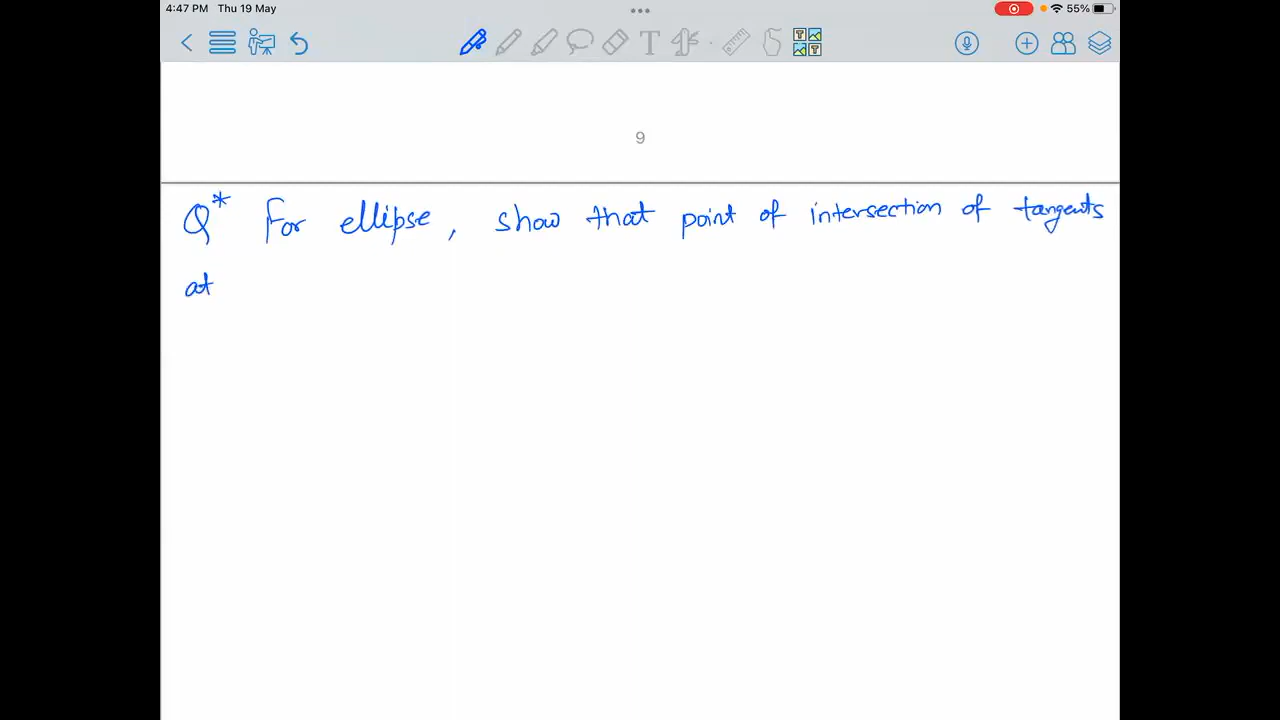 4:47 PM Thu 19 May
55%
T
T
T
9
Q* For ellipse, show that point of intersection of tangents
at